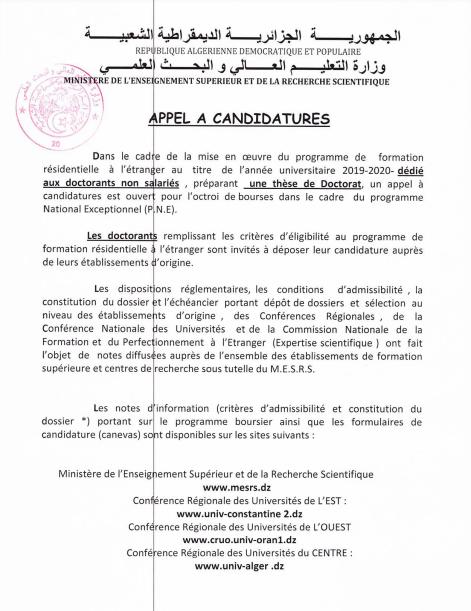 الجمهوريـــة الجزائريـــة الديمقراطية الشعبيـــة
REPUBLIQUE ALGERIENNE DEMOCRATIQUE ET POPULAIRE
وزارة التعليـــم العـــالي و البحـث العلمـــي
MINISTERE DE L'ENSEIGNEMENT SUPERIEUR ET DE LA RECHERCHE SCIENTIFIQUE
APPEL A CANDIDATURES
Dans le cadre de la mise en œuvre du programme de formation
résidentielle à l'étranger au titre de l'année universitaire 2019-2020- dédié
aux doctorants non salariés , préparant une thèse de Doctorat, un appel à
candidatures est ouvert pour l'octroi de bourses dans le cadre du programme
National Exceptionnel (P.N.E).
Les doctorants remplissant les critères d'éligibilité au programme de
formation résidentielle à l'étranger sont invités à déposer leur candidature auprès
de leurs établissements d'origine.
Les dispositions réglementaires, les conditions d'admissibilité , la
constitution du dossier et l'échéancier portant dépôt de dossiers et sélection au
niveau des établissements d'origine , des Conférences Régionales , de la
Conférence Nationale des Universités et de la Commission Nationale de la
Formation et du Perfectionnement à l'Etranger (Expertise scientifique ) ont fait
l'objet de notes diffusées auprès de l'ensemble des établissements de formation
supérieure et centres de recherche sous tutelle du M.E.S.R.S.
Les notes d'information (critères d'admissibilité et constitution du
dossier *) portant sur le programme boursier ainsi que les formulaires de
candidature (canevas) sont disponibles sur les sites suivants :
Ministère de l'Enseignement Supérieur et de la Recherche Scientifique
www.mesrs.dz
Conférence Régionale des Universités de L'EST :
www.univ-constantine 2.dz
Conférence Régionale des Universités de L'OUEST
www.cruo.univ-oran1.dz
Conférence Régionale des Universités du CENTRE :
www.univ-alger .dz
20